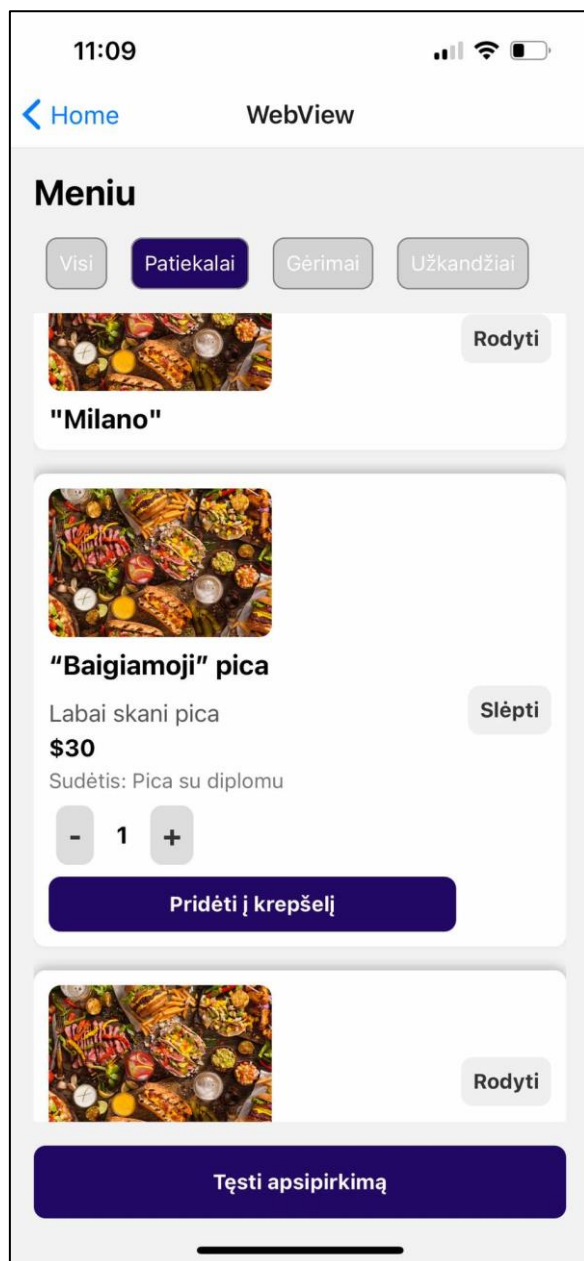 11:09
Home WebView
Meniu
Visi Patiekalai Gėrimai Užkandžiai
Rodyti
"Milano"
“Baigiamoji” pica
Labai skani pica
Slėpti
$30
Sudėtis: Pica su diplomu
- 1 +
Pridėti į krepšelį
Rodyti
Tęsti apsipirkimą